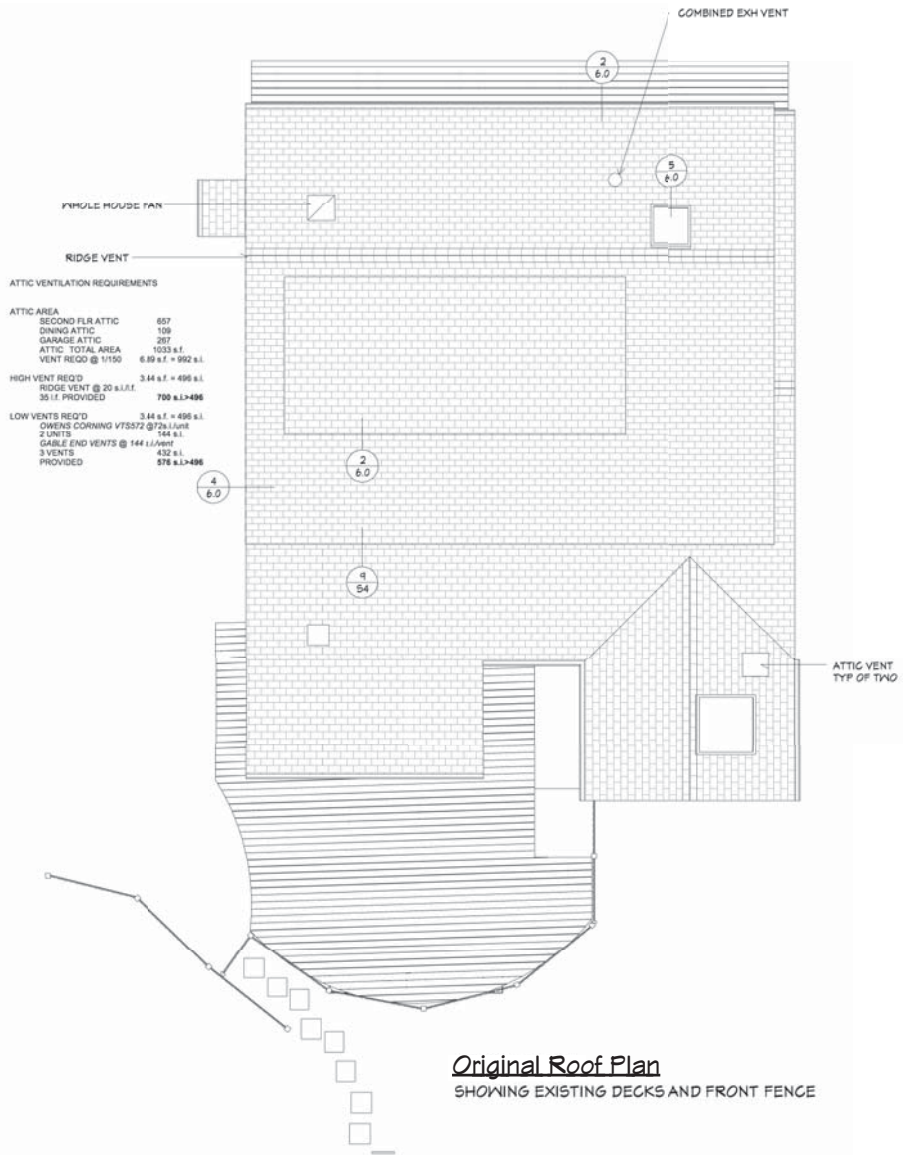 COMBINED EXH VENT
2
6.0
5
6.0
WHOLE HOUSE FAN
RIDGE VENT
ATTIC VENTILATION REQUIREMENTS
ATTIC AREA
SECOND FLR ATTIC 657
DINING ATTIC 109
GARAGE ATTIC 267
ATTIC TOTAL AREA 1033 s.f.
VENT REQD @ 1/150 6.89 s.f. = 992 s.i.
HIGH VENT REQ'D 3.44 s.f. = 496 s.i.
RIDGE VENT @ 20 s.i./l.f.
35 l.f. PROVIDED 700 s.i.>496
LOW VENTS REQ'D 3.44 s.f. = 496 s.i.
OWENS CORNING VTS572 @72s.i./unit
2 UNITS 144 s.i.
GABLE END VENTS @ 144 s.i./vent
3 VENTS 432 s.i.
PROVIDED 576 s.i.>496
2
6.0
4
6.0
9
S4
ATTIC VENT
TYP OF TWO
Original Roof Plan
SHOWING EXISTING DECKS AND FRONT FENCE